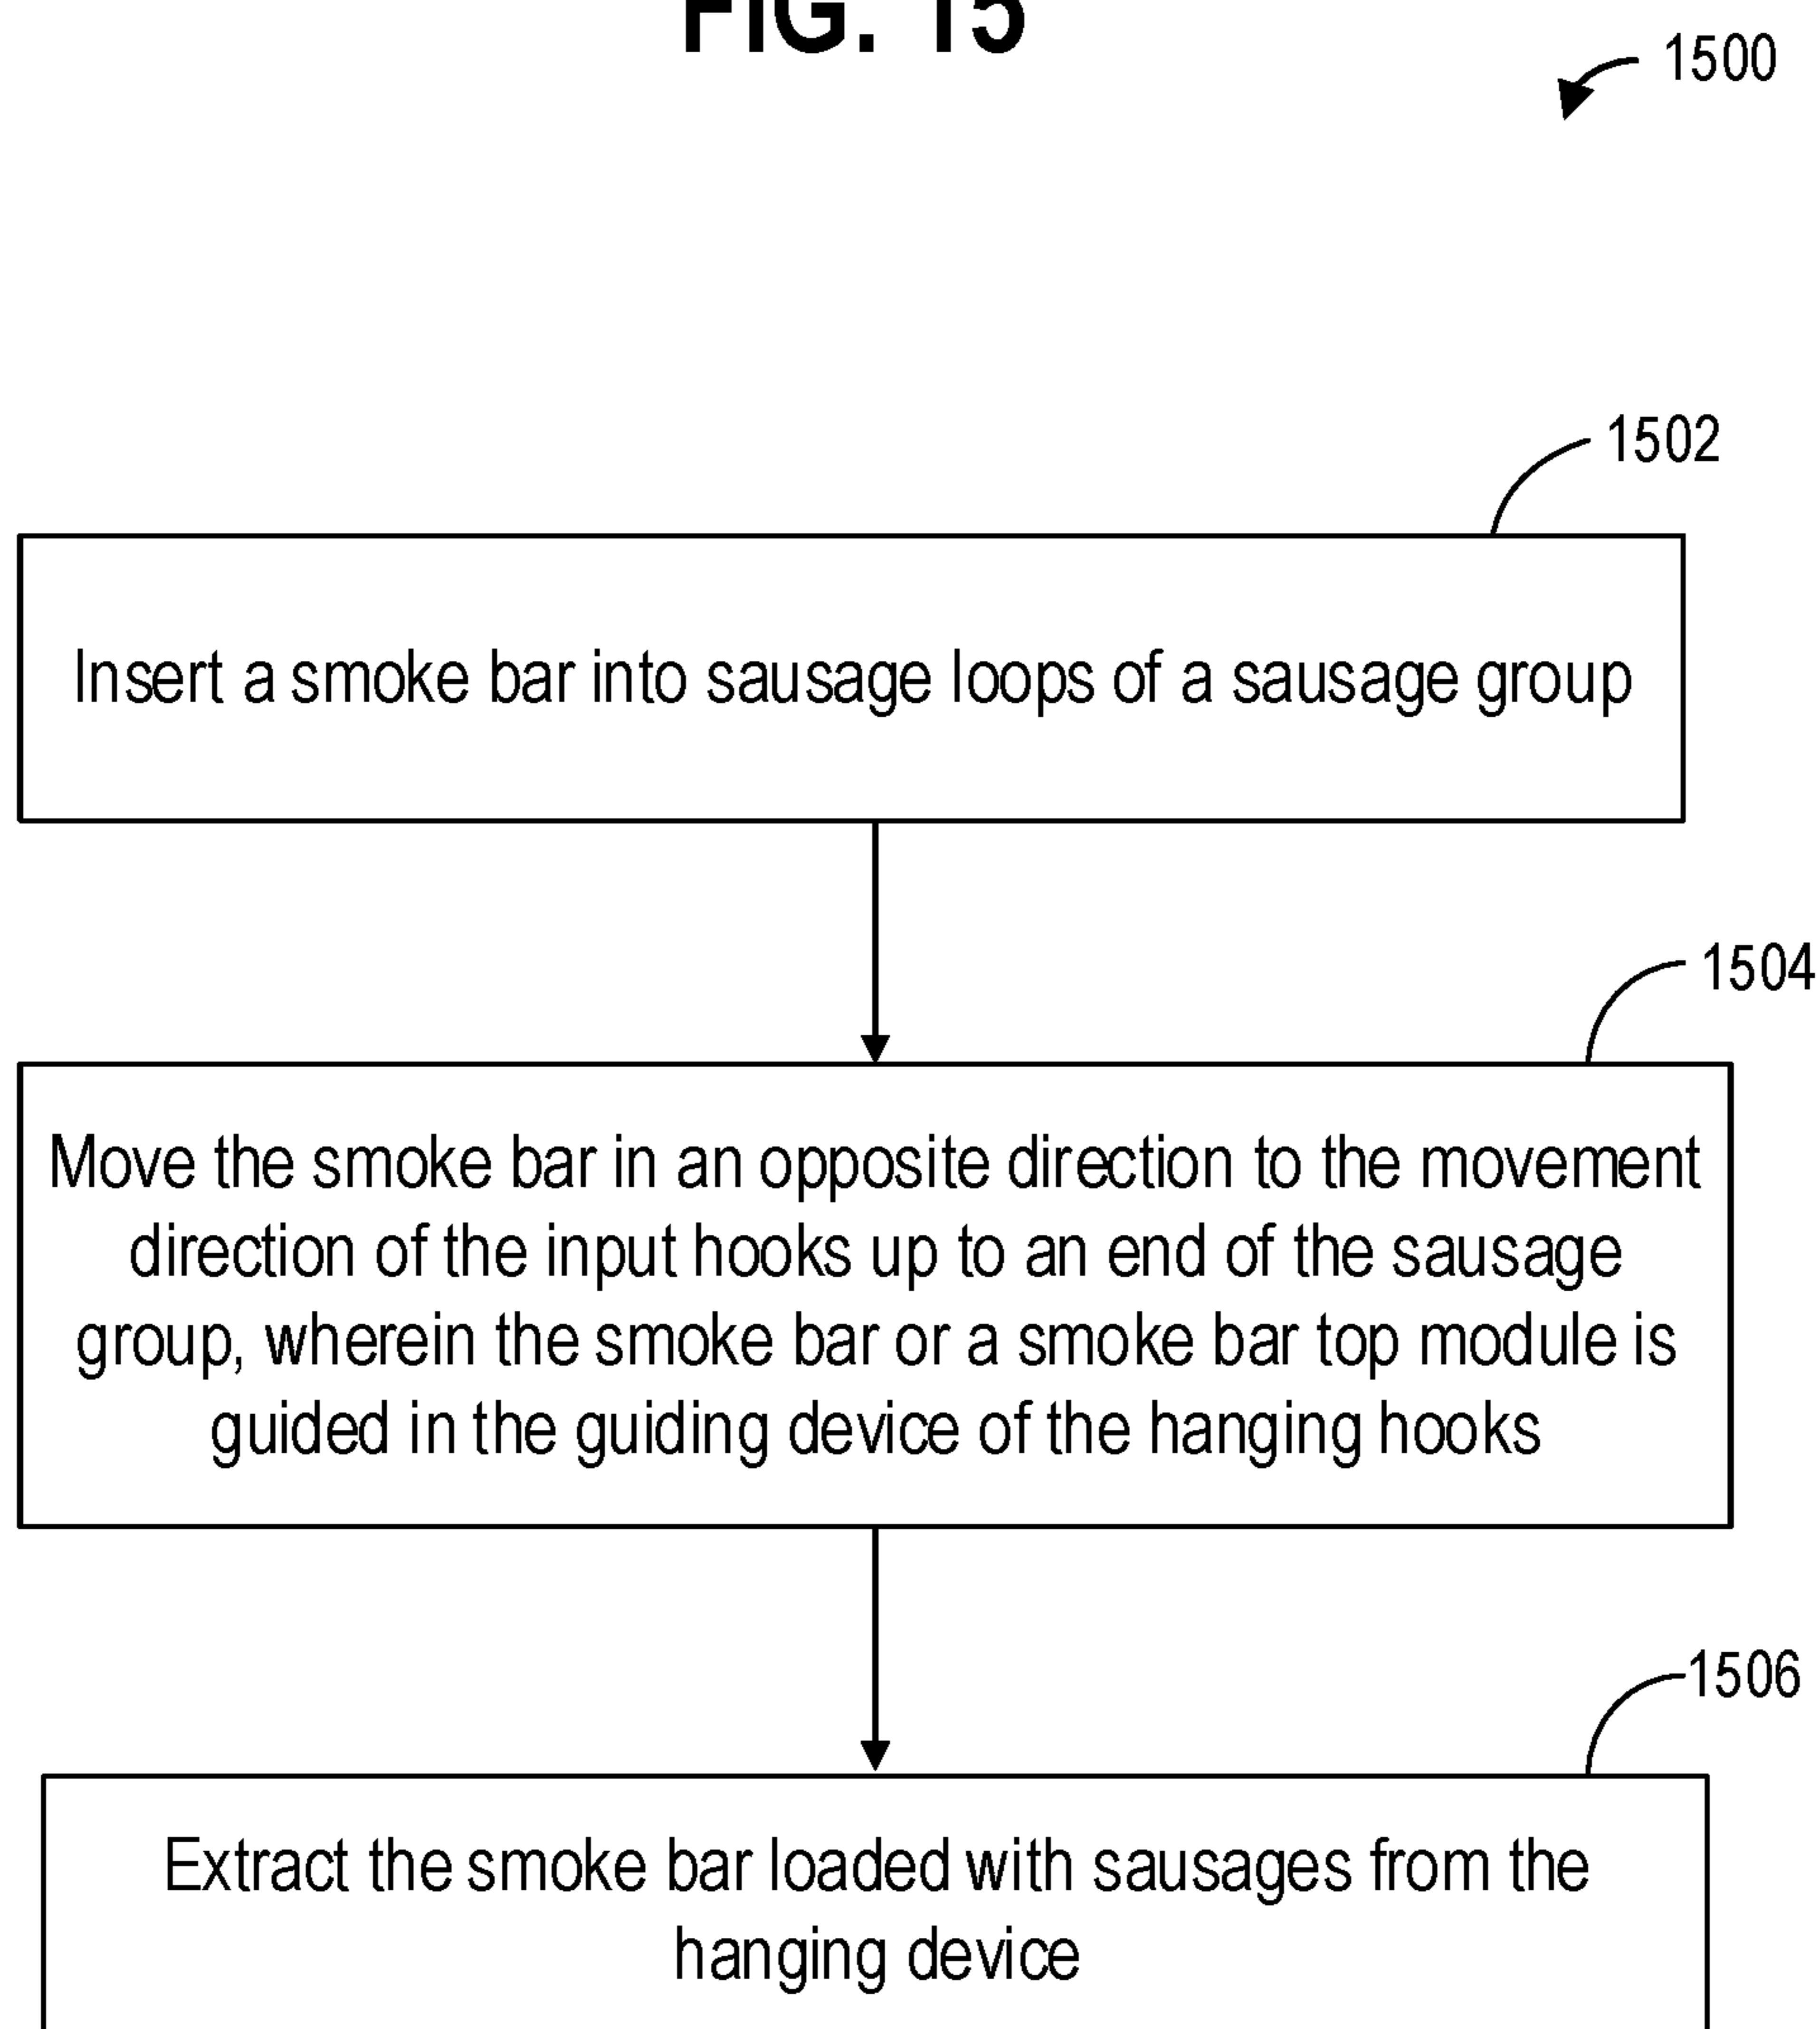 FIG. 15
1500
1502
Insert a smoke bar into sausage loops of a sausage group
1504
Move the smoke bar in an opposite direction to the movement
direction of the input hooks up to an end of the sausage
group, wherein the smoke bar or a smoke bar top module is
guided in the guiding device of the hanging hooks
1506
Extract the smoke bar loaded with sausages from the
hanging device